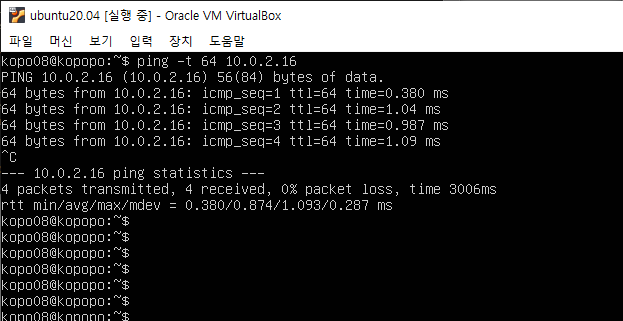 ubuntu20.04 [실행 중] - Oracle VM VirtualBox
파일 머신 보기 입력 장치 도움말
kopo08@kopopo:~$ ping -t 64 10.0.2.16
PING 10.0.2.16 (10.0.2.16) 56(84) bytes of data.
64 bytes from 10.0.2.16: icmp_seq=1 ttl=64 time=0.380 ms
64 bytes from 10.0.2.16: icmp_seq=2 ttl=64 time=1.04 ms
64 bytes from 10.0.2.16: icmp_seq=3 ttl=64 time=0.987 ms
64 bytes from 10.0.2.16: icmp_seq=4 ttl=64 time=1.09 ms
^C
--- 10.0.2.16 ping statistics ---
4 packets transmitted, 4 received, 0% packet loss, time 3006ms
rtt min/avg/max/mdev = 0.380/0.874/1.093/0.287 ms
kopo08@kopopo:~$
kopo08@kopopo:~$
kopo08@kopopo:~$
kopo08@kopopo:~$
kopo08@kopopo:~$
kopo08@kopopo:~$
kopo08@kopopo:~$